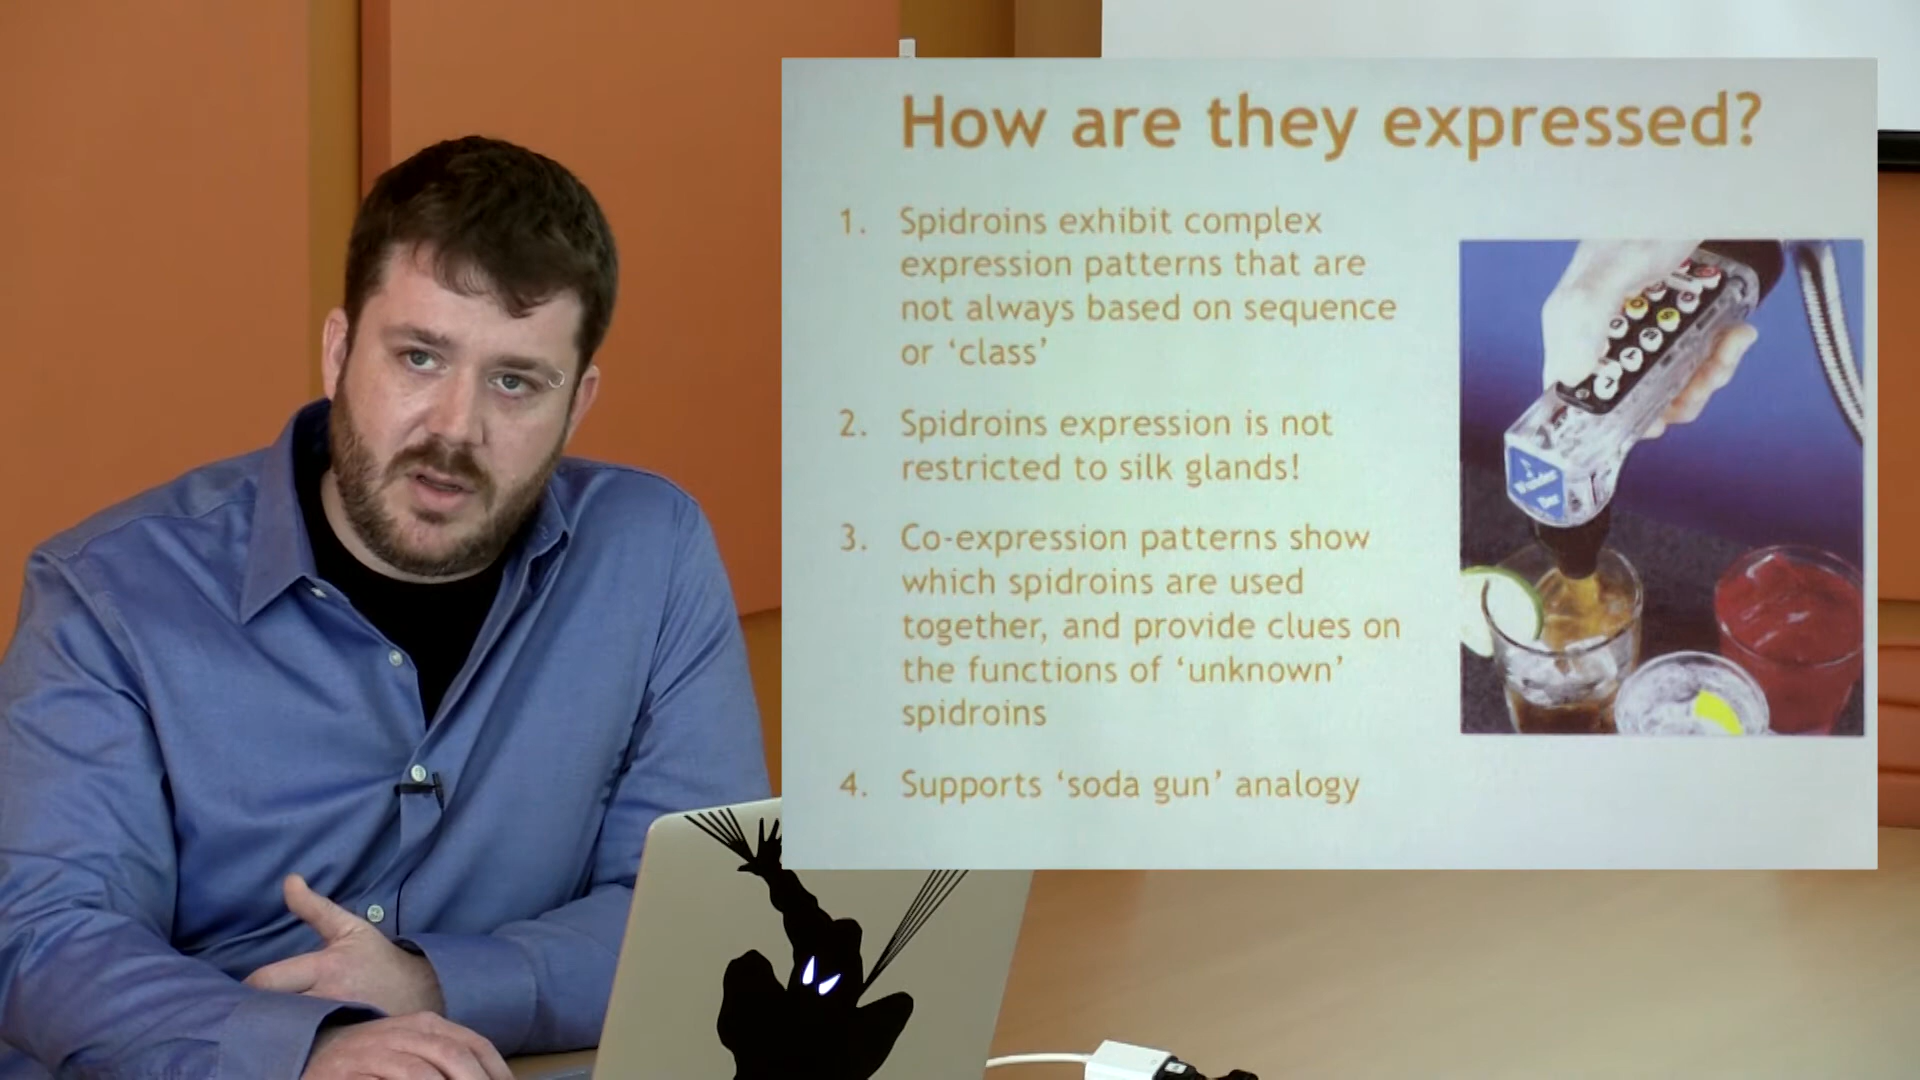 How are they expressed?
1. Spidroins exhibit complex
expression patterns that are
not always based on sequence
or ‘class’
2. Spidroins expression is not
restricted to silk glands!
3. Co-expression patterns show
which spidroins are used
together, and provide clues on
the functions of ‘unknown’
spidroins
4. Supports ‘soda gun’ analogy